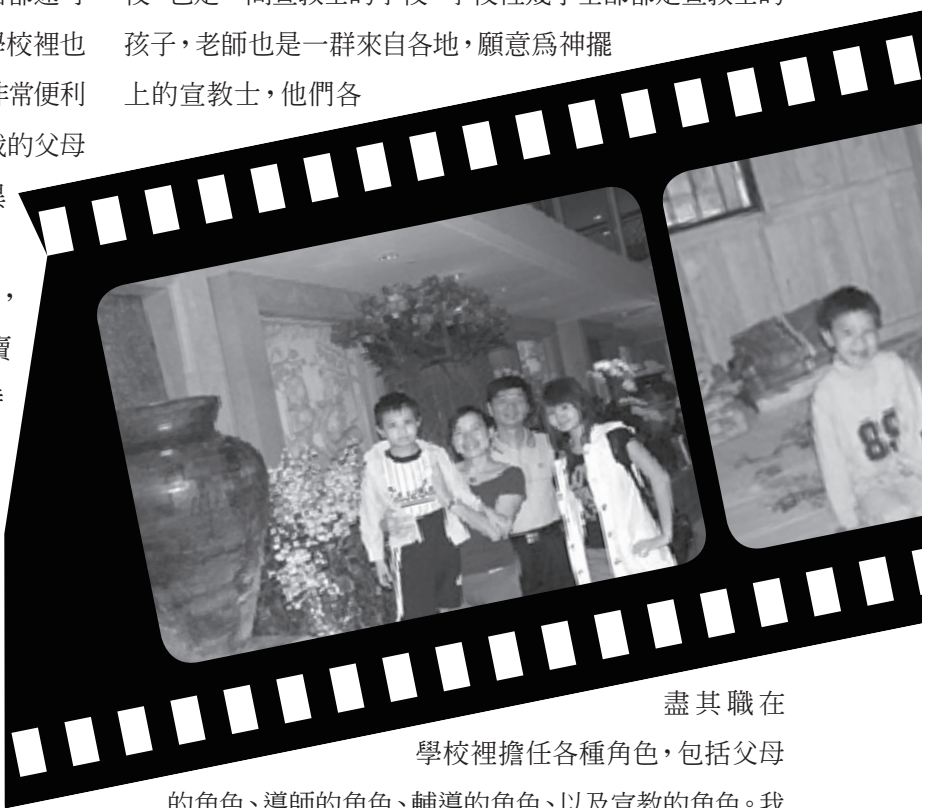 學校裡也
非常便利
我的父母
校,也是一間宣教士的學校。學校裡幾乎全部都是宣教士的
孩子,老師也是一群來自各地,願意爲神擺
上的宣教士,他們各
85
盡其職在
學校裡擔任各種角色,包括父母
的角色、導師的角色、輔導的角色、以及宣教的角色。我